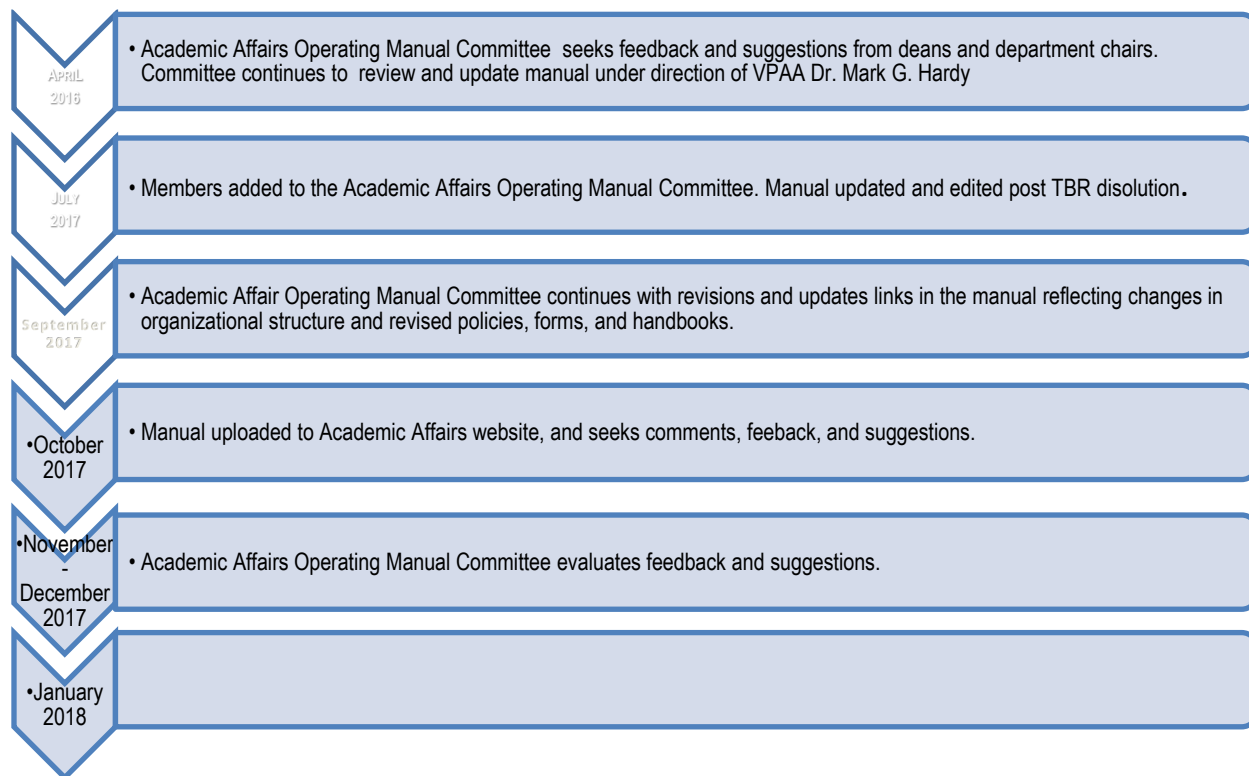 April
2016
• Academic Affairs Operating Manual Committee seeks feedback and suggestions from deans and department chairs.
Committee continues to review and update manual under direction of VPAA Dr. Mark G. Hardy
July
2017
• Members added to the Academic Affairs Operating Manual Committee. Manual updated and edited post TBR disolution.
September
2017
• Academic Affair Operating Manual Committee continues with revisions and updates links in the manual reflecting changes in
organizational structure and revised policies, forms, and handbooks.
•October
2017
• Manual uploaded to Academic Affairs website, and seeks comments, feeback, and suggestions.
•November
-
December
2017
• Academic Affairs Operating Manual Committee evaluates feedback and suggestions.
•January
2018